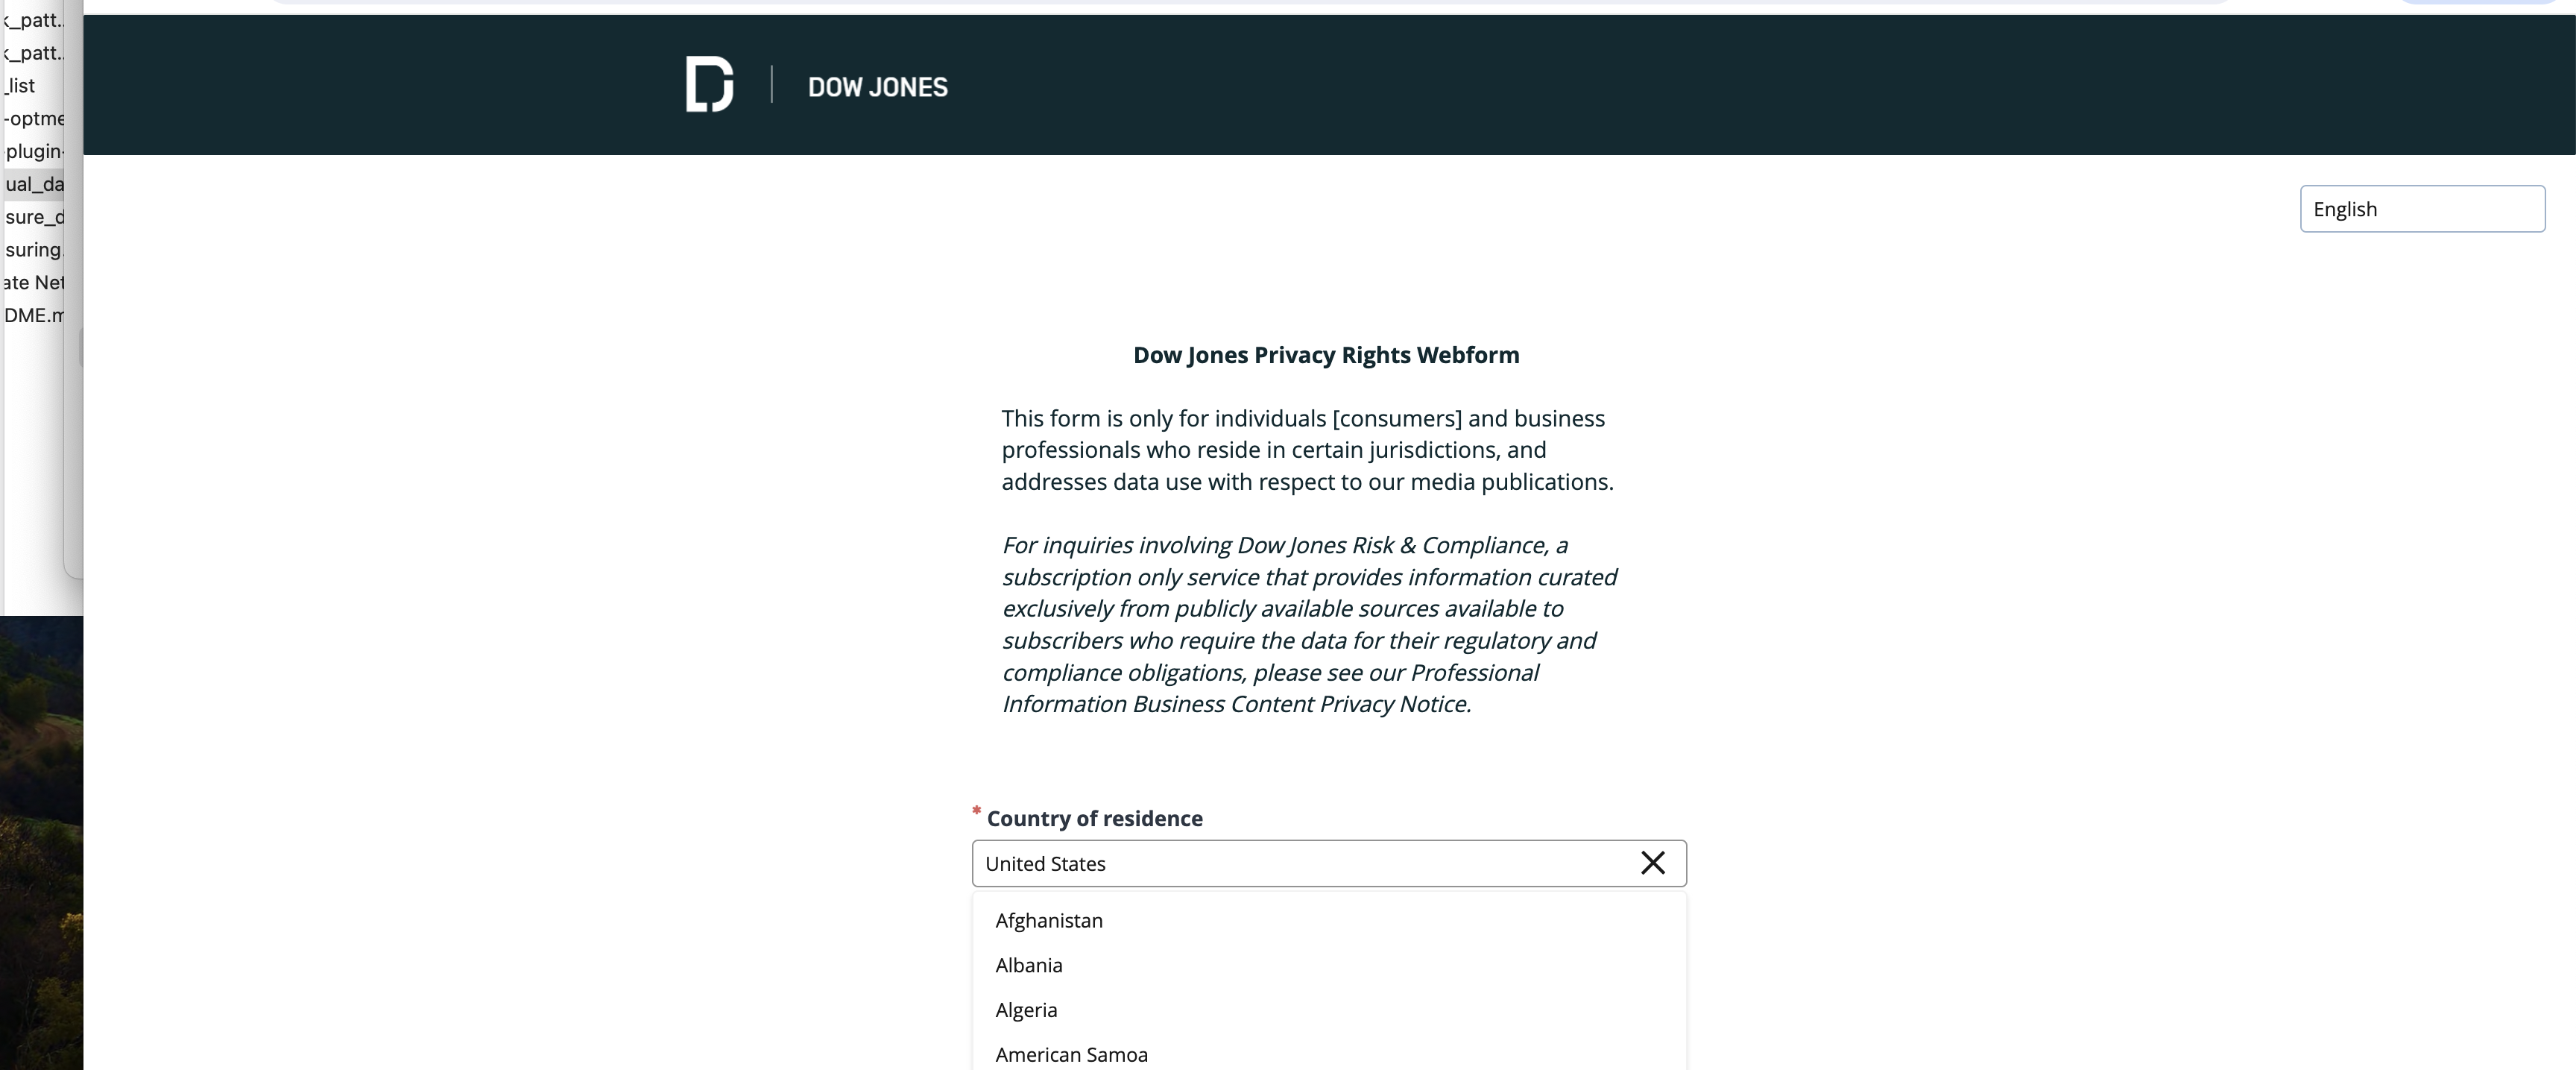 k_patt..
k_patt..
_list
-optme
plugin-
ual_da
sure_d
suring.
ate Net
DME.m
DOW JONES
English
Dow Jones Privacy Rights Webform
This form is only for individuals [consumers] and business
professionals who reside in certain jurisdictions, and
addresses data use with respect to our media publications.
For inquiries involving Dow Jones Risk & Compliance, a
subscription only service that provides information curated
exclusively from publicly available sources available to
subscribers who require the data for their regulatory and
compliance obligations, please see our Professional
Information Business Content Privacy Notice.
* Country of residence
United States
Afghanistan
Albania
Algeria
American Samoa